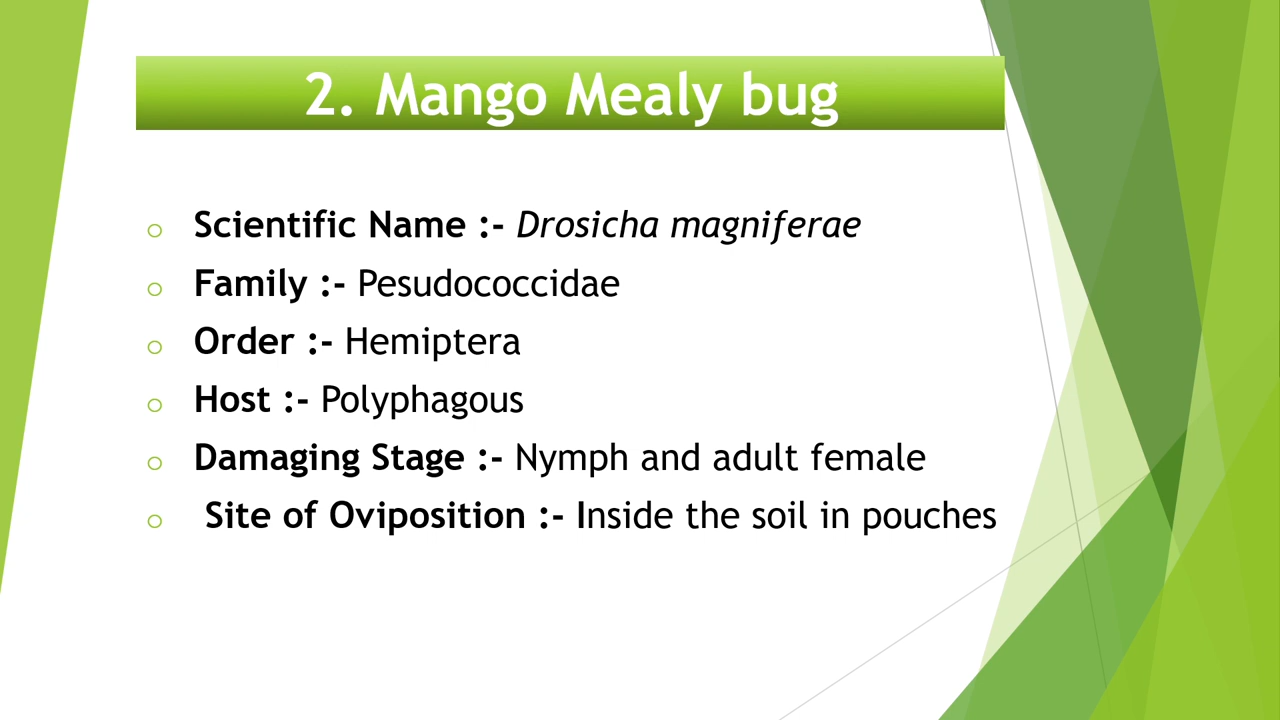 2. Mango Mealy bug
Scientific Name :- Drosicha magniferae
Family :- Pesudococcidae
Order :- Hemiptera
Host :- Polyphagous
Damaging Stage :- Nymph and adult female
Site of Oviposition :- Inside the soil in pouches